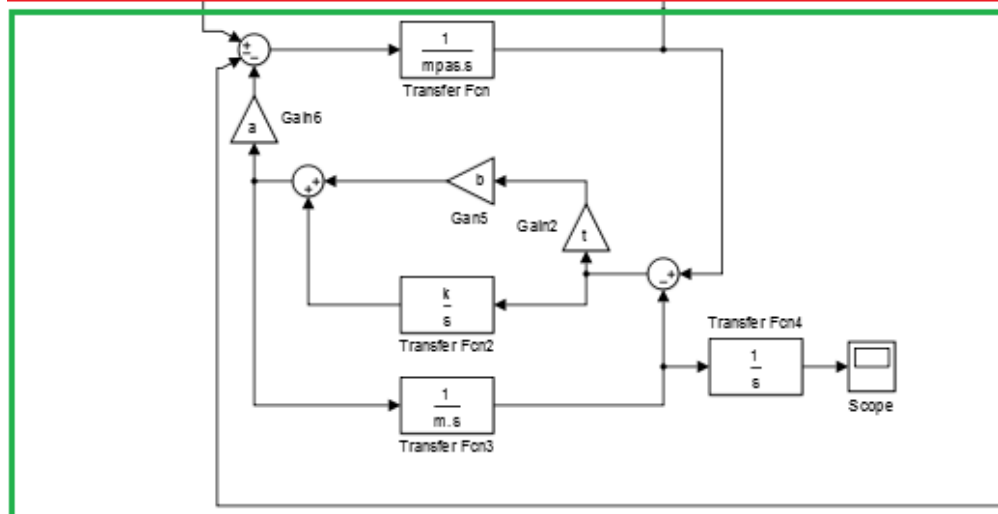 1
mpas.s
Transfer Fcn
a
Gain6
b
Gan5
Gain2
t
k
s
Transfer Fcn2
Transfer Fcn4
1
s
Scope
1
m.s
Transfer Fcn3